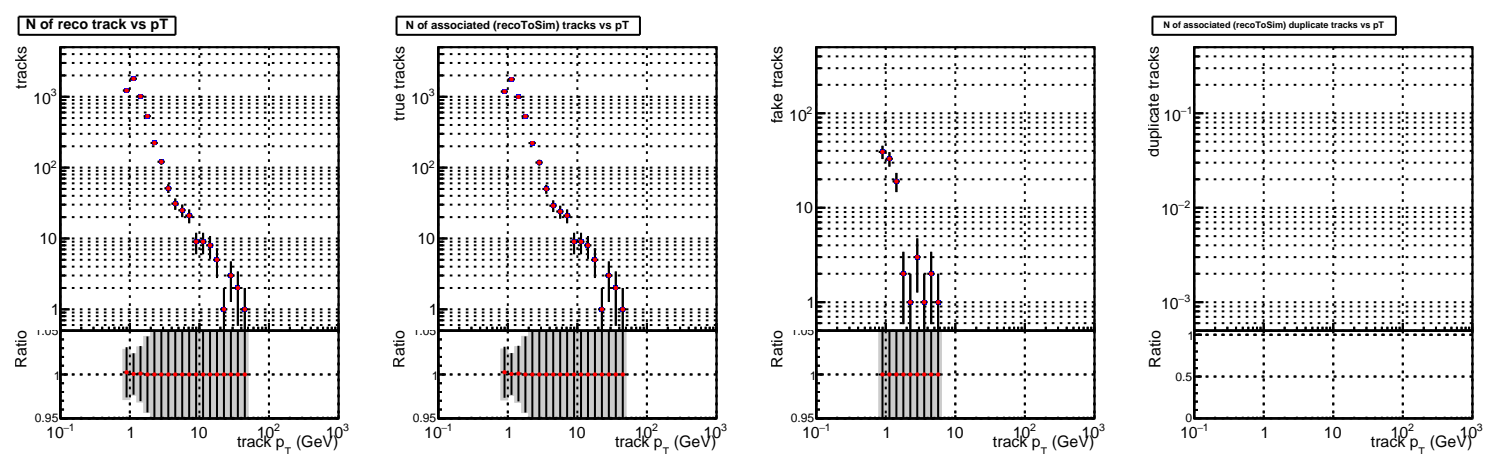 N of reco track vs pT
tracks
10³
10²
10
1
Ratio
1.05
1
0.95
10⁻¹ 1 10 10² 10³
track p_T (GeV)
N of associated (recoToSim) tracks vs pT
true tracks
10³
10²
10
1
Ratio
1.05
1
0.95
10⁻¹ 1 10 10² 10³
track p_T (GeV)
fake tracks
10²
10
1
Ratio
1.05
1
0.95
10⁻¹ 1 10 10² 10³
track p_T (GeV)
N of associated (recoToSim) duplicate tracks vs pT
duplicate tracks
10⁻¹
10⁻²
10⁻³
Ratio
1
0.5
0
10⁻¹ 1 10 10² 10³
track p_T (GeV)